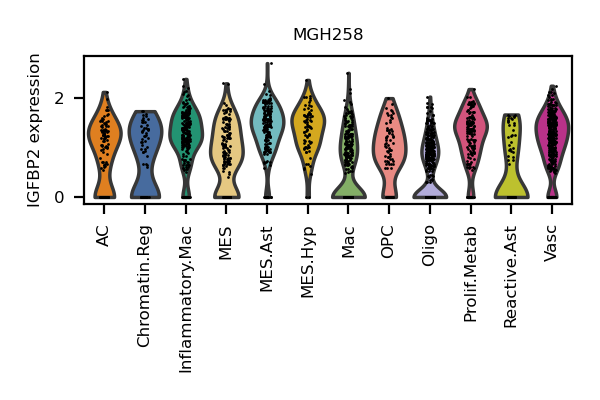 MGH258
IGFBP2 expression
2
0
AC
Chromatin.Reg
Inflammatory.Mac
MES
MES.Ast
MES.Hyp
Mac
OPC
Oligo
Prolif.Metab
Reactive.Ast
Vasc